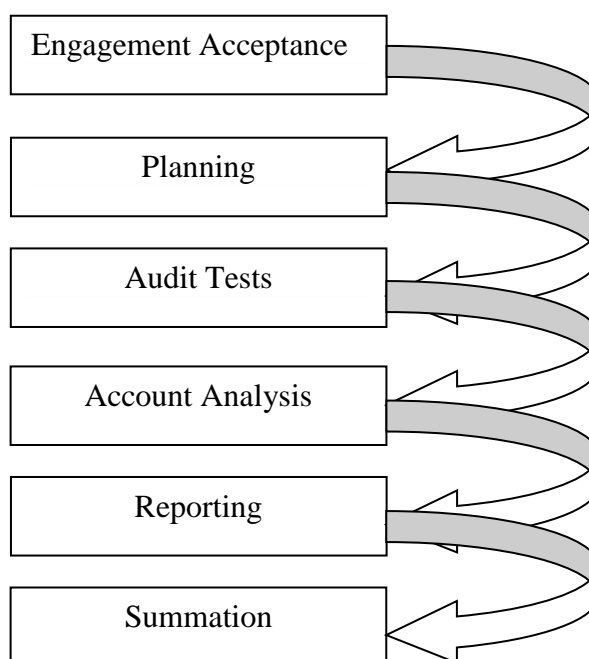 Engagement Acceptance
Planning
Audit Tests
Account Analysis
Reporting
Summation